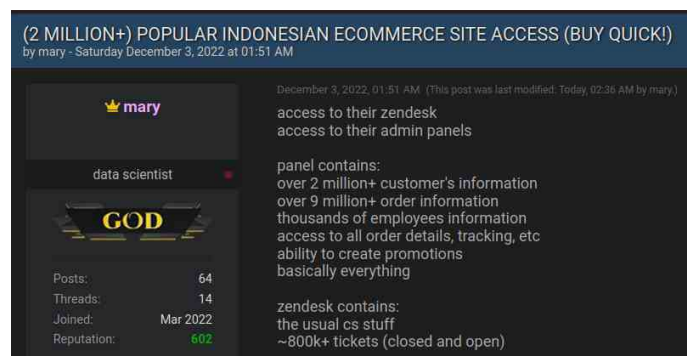 (2 MILLION+) POPULAR INDONESIAN ECOMMERCE SITE ACCESS (BUY QUICK!)
by mary - Saturday December 3, 2022 at 01:51 AM
mary
data scientist
GOD
Posts: 64
Threads: 14
Joined: Mar 2022
Reputation: 602
December 3, 2022, 01:51 AM (This post was last modified: Today, 02:36 AM by mary.)
access to their zendesk
access to their admin panels
panel contains:
over 2 million+ customer's information
over 9 million+ order information
thousands of employees information
access to all order details, tracking, etc
ability to create promotions
basically everything
zendesk contains:
the usual cs stuff
~800k+ tickets (closed and open)